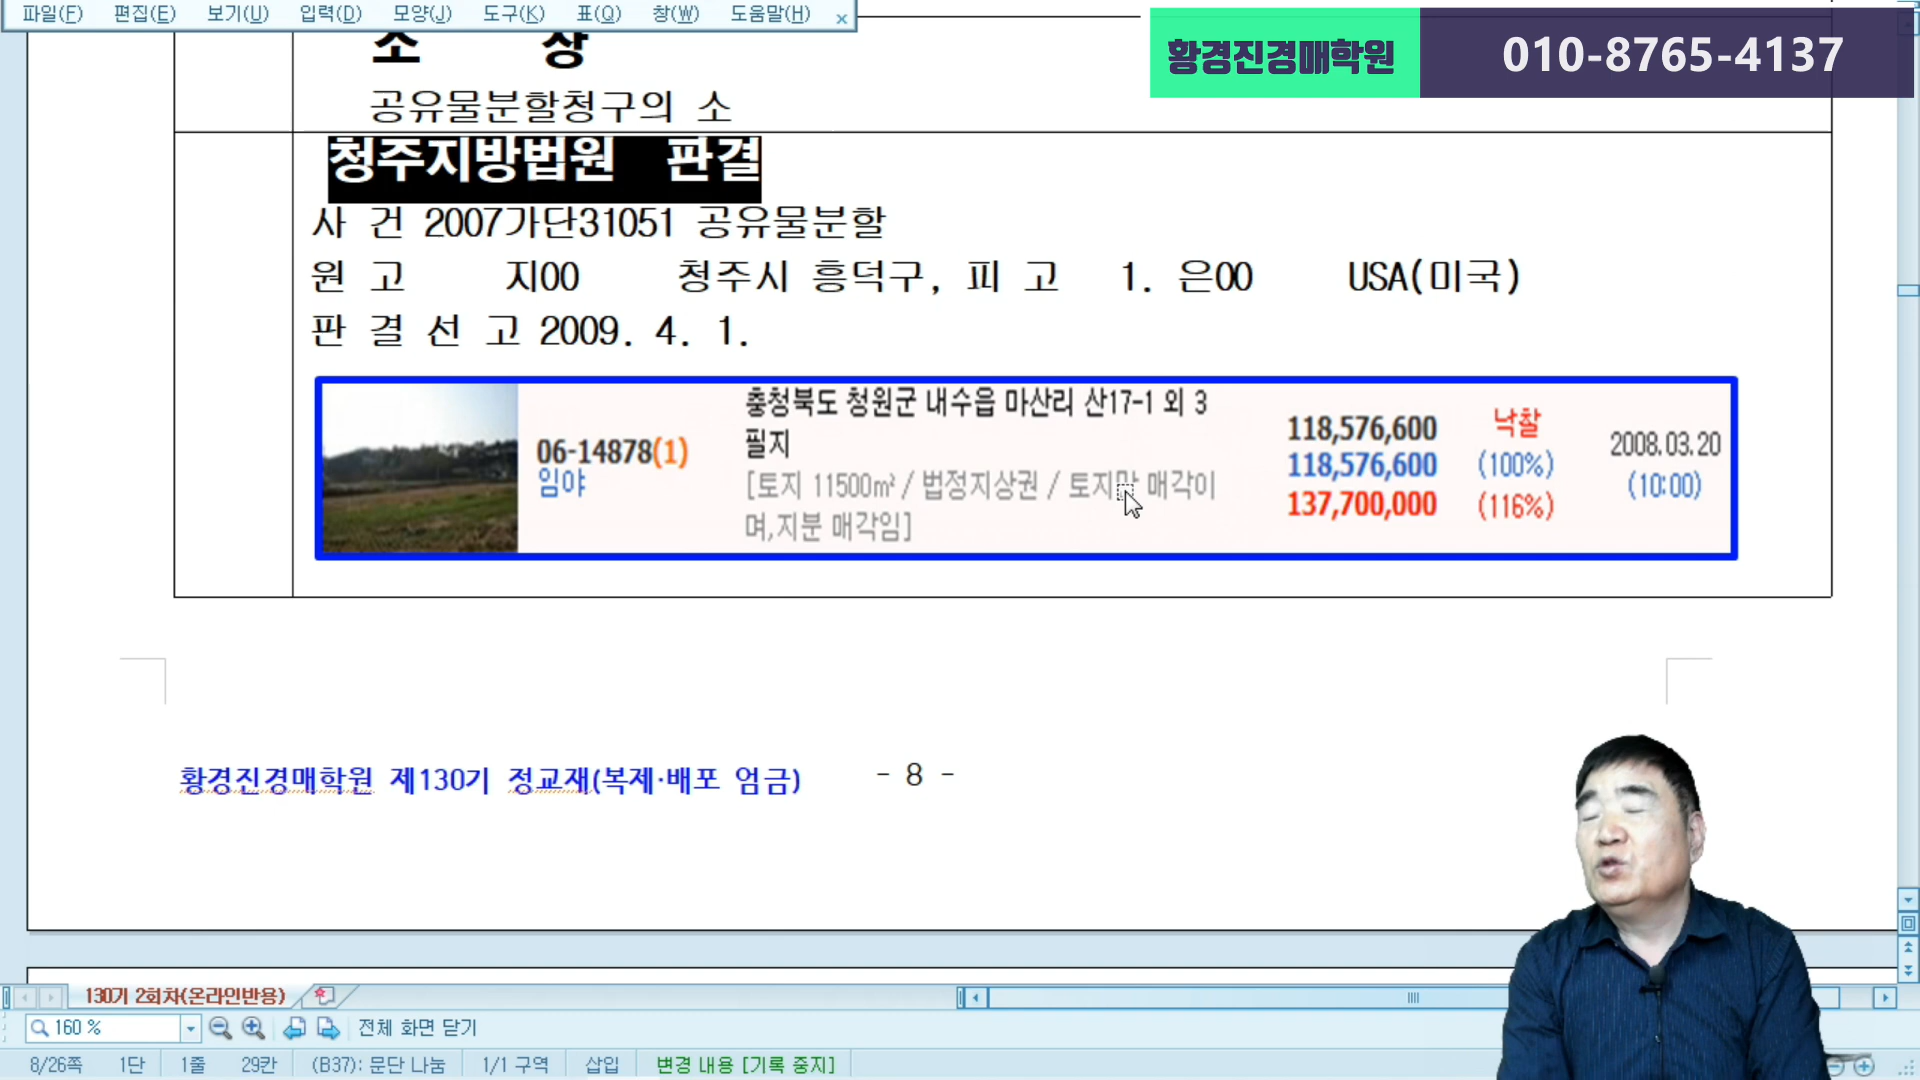 파일(F) 편집(E) 보기(U) 입력(D) 모양(J) 도구(K) 표(Q) 창(W) 도움말(H)
황경진경매학원 010-8765-4137
소 장
공유물분할청구의 소
청주지방법원 판결
사 건 2007가단31051 공유물분할
원 고 지00 청주시 흥덕구, 피 고 1. 은00 USA(미국)
판 결 선 고 2009. 4. 1.
06-14878(1)
임야
충청북도 청원군 내수읍 마산리 산17-1 외 3
필지
[토지 11500㎡ / 법정지상권 / 토지만 매각이
며,지분 매각임]
118,576,600
118,576,600
137,700,000
낙찰
(100%)
(116%)
2008.03.20
(10:00)
황경진경매학원 제130기 정교재(복제·배포 엄금) - 8 -
130기 2회차(온라인반용)
160 % 전체 화면 닫기
8/26쪽 1단 1줄 29칸 (B37): 문단 나눔 1/1 구역 삽입 변경 내용 [기록 중지]